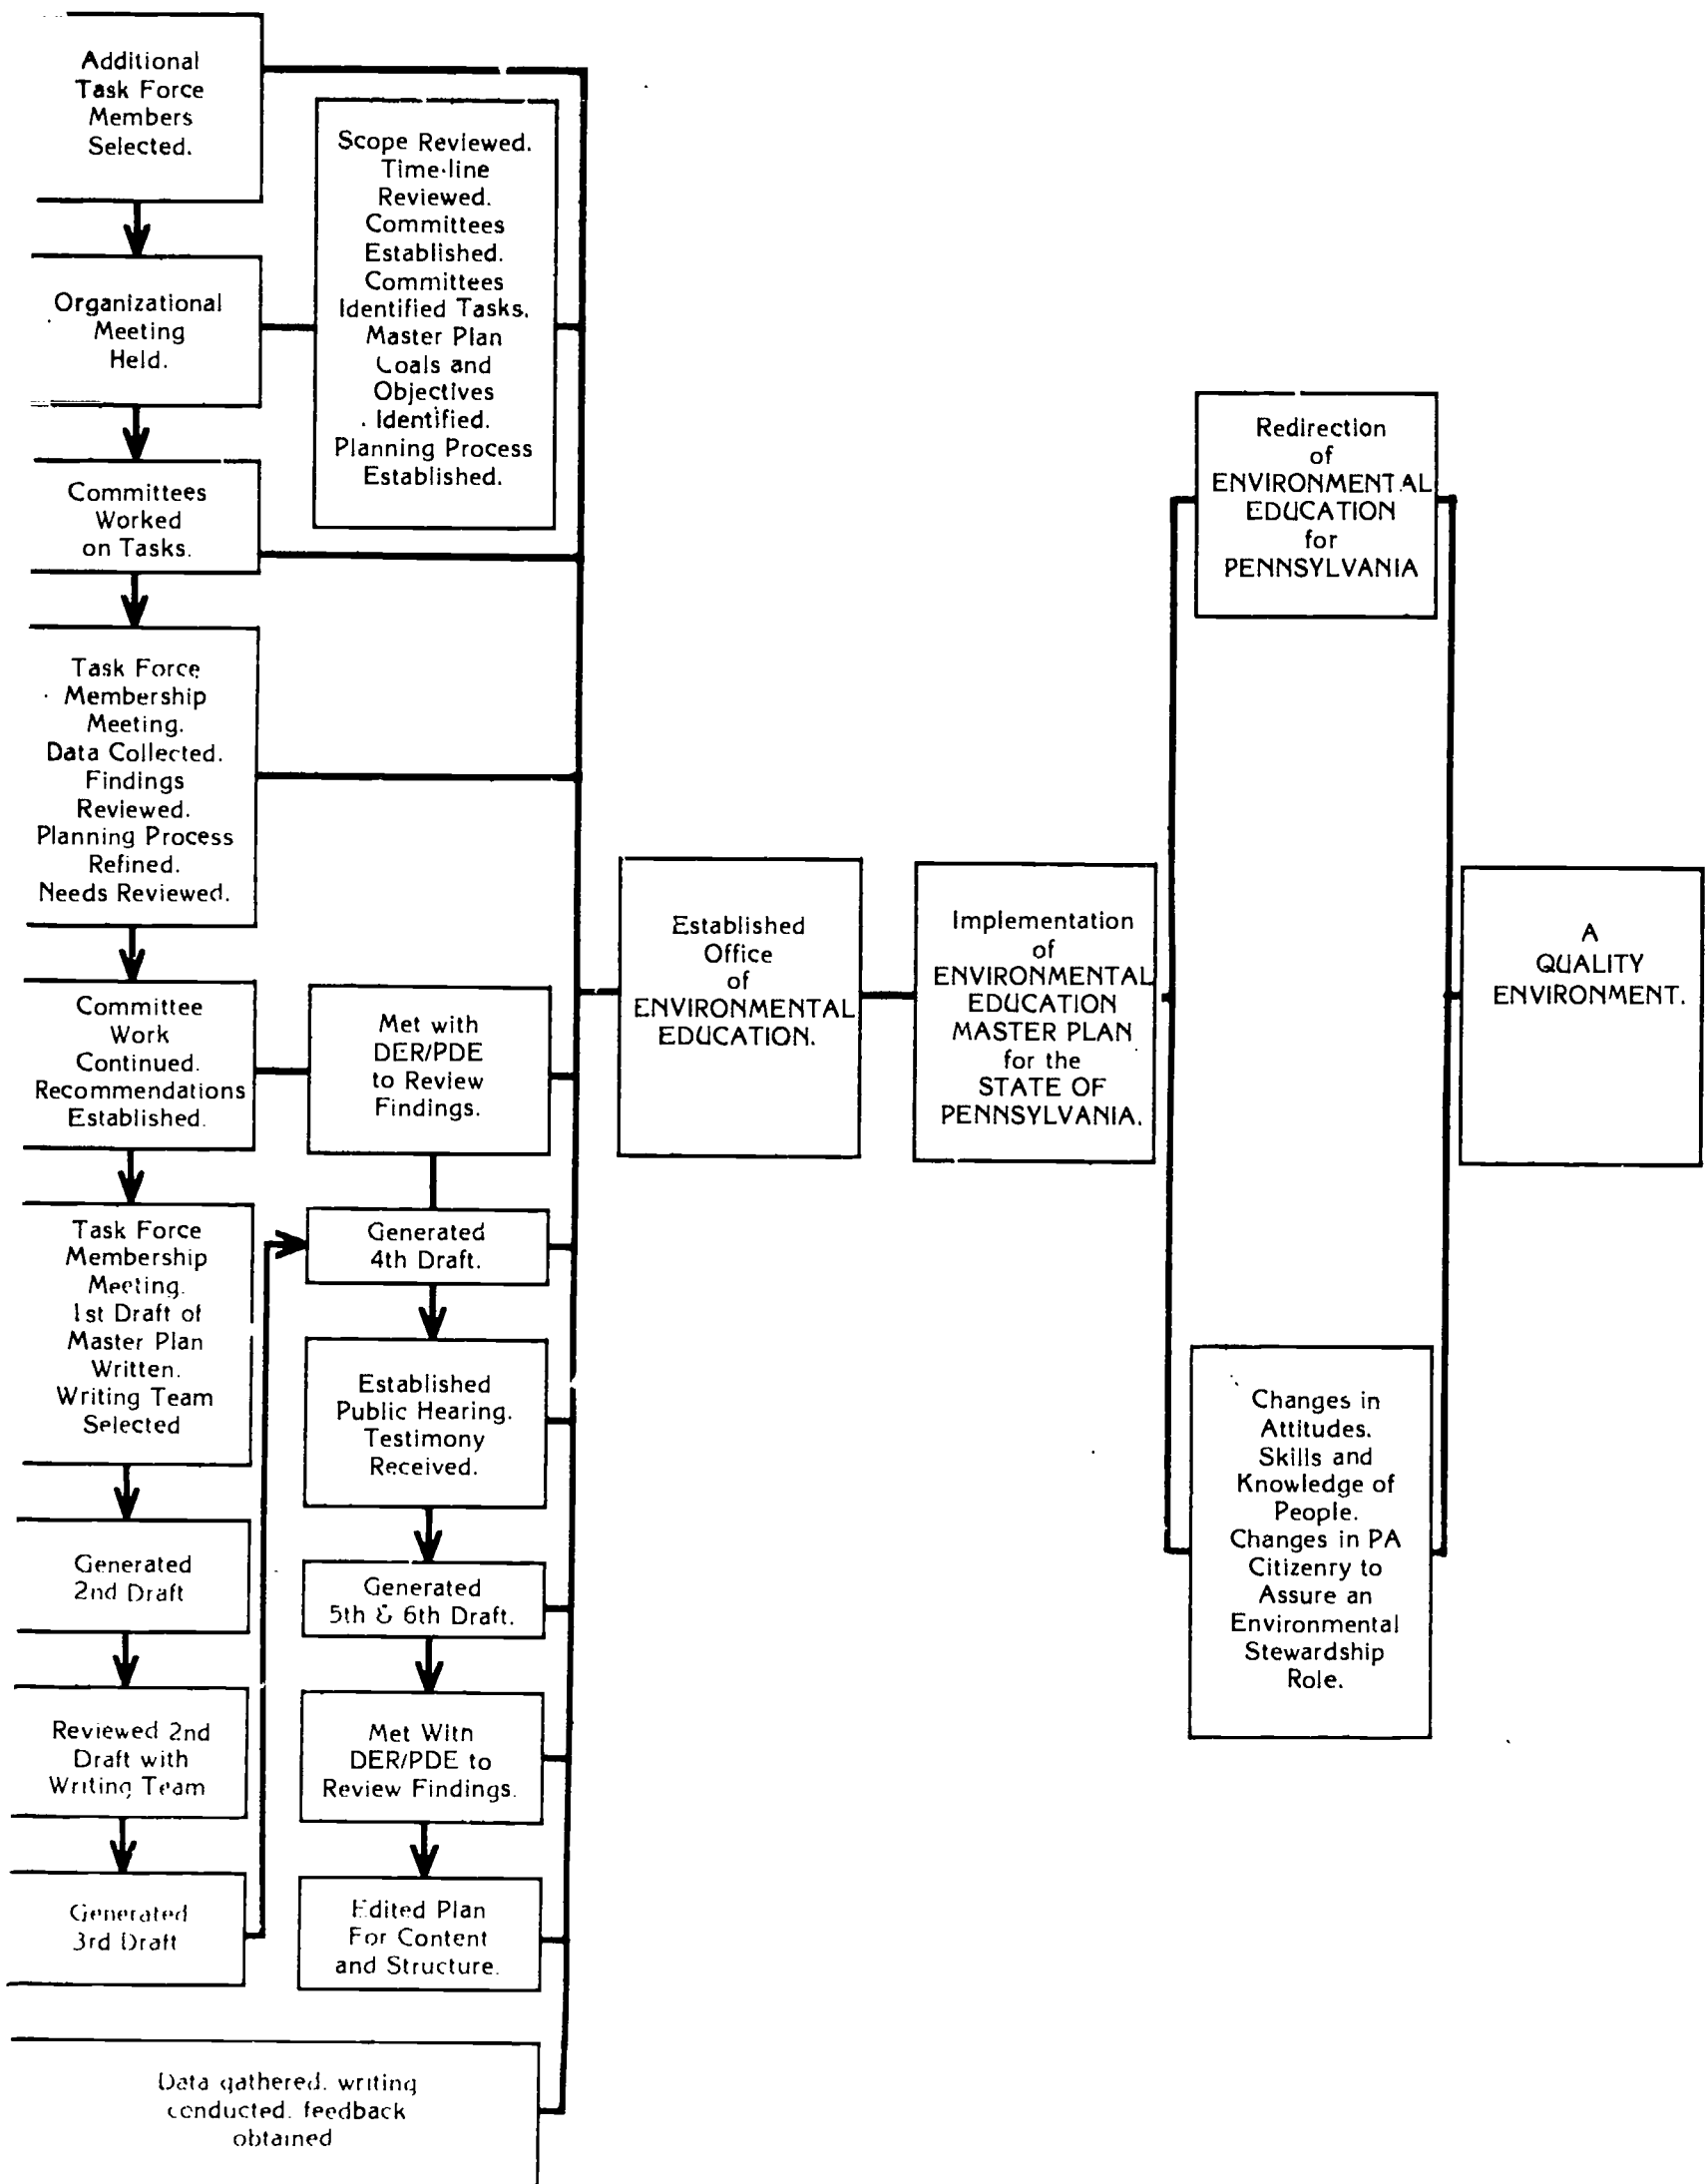 Additional
Task Force
Members
Selected.
Organizational
Meeting
Held.
Scope Reviewed.
Time-line
Reviewed.
Committees
Established.
Committees
Identified Tasks.
Master Plan
Goals and
Objectives
Identified.
Planning Process
Established.
Committees
Worked
on Tasks.
Task Force
Membership
Meeting.
Data Collected.
Findings
Reviewed.
Planning Process
Refined.
Needs Reviewed.
Committee
Work
Continued.
Recommendations
Established.
Met with
DER/PDE
to Review
Findings.
Task Force
Membership
Meeting.
1st Draft of
Master Plan
Written.
Writing Team
Selected
Generated
2nd Draft
Reviewed 2nd
Draft with
Writing Team
Generated
3rd Draft
Generated
4th Draft.
Established
Public Hearing.
Testimony
Received.
Generated
5th & 6th Draft.
Met With
DER/PDE to
Review Findings.
Edited Plan
For Content
and Structure.
Data gathered. writing
conducted. feedback
obtained
Established
Office
of
ENVIRONMENTAL
EDUCATION.
Implementation
of
ENVIRONMENTAL
EDUCATION
MASTER PLAN
for the
STATE OF
PENNSYLVANIA.
Redirection
of
ENVIRONMENTAL
EDUCATION
for
PENNSYLVANIA
Changes in
Attitudes.
Skills and
Knowledge of
People.
Changes in PA
Citizenry to
Assure an
Environmental
Stewardship
Role.
A
QUALITY
ENVIRONMENT.